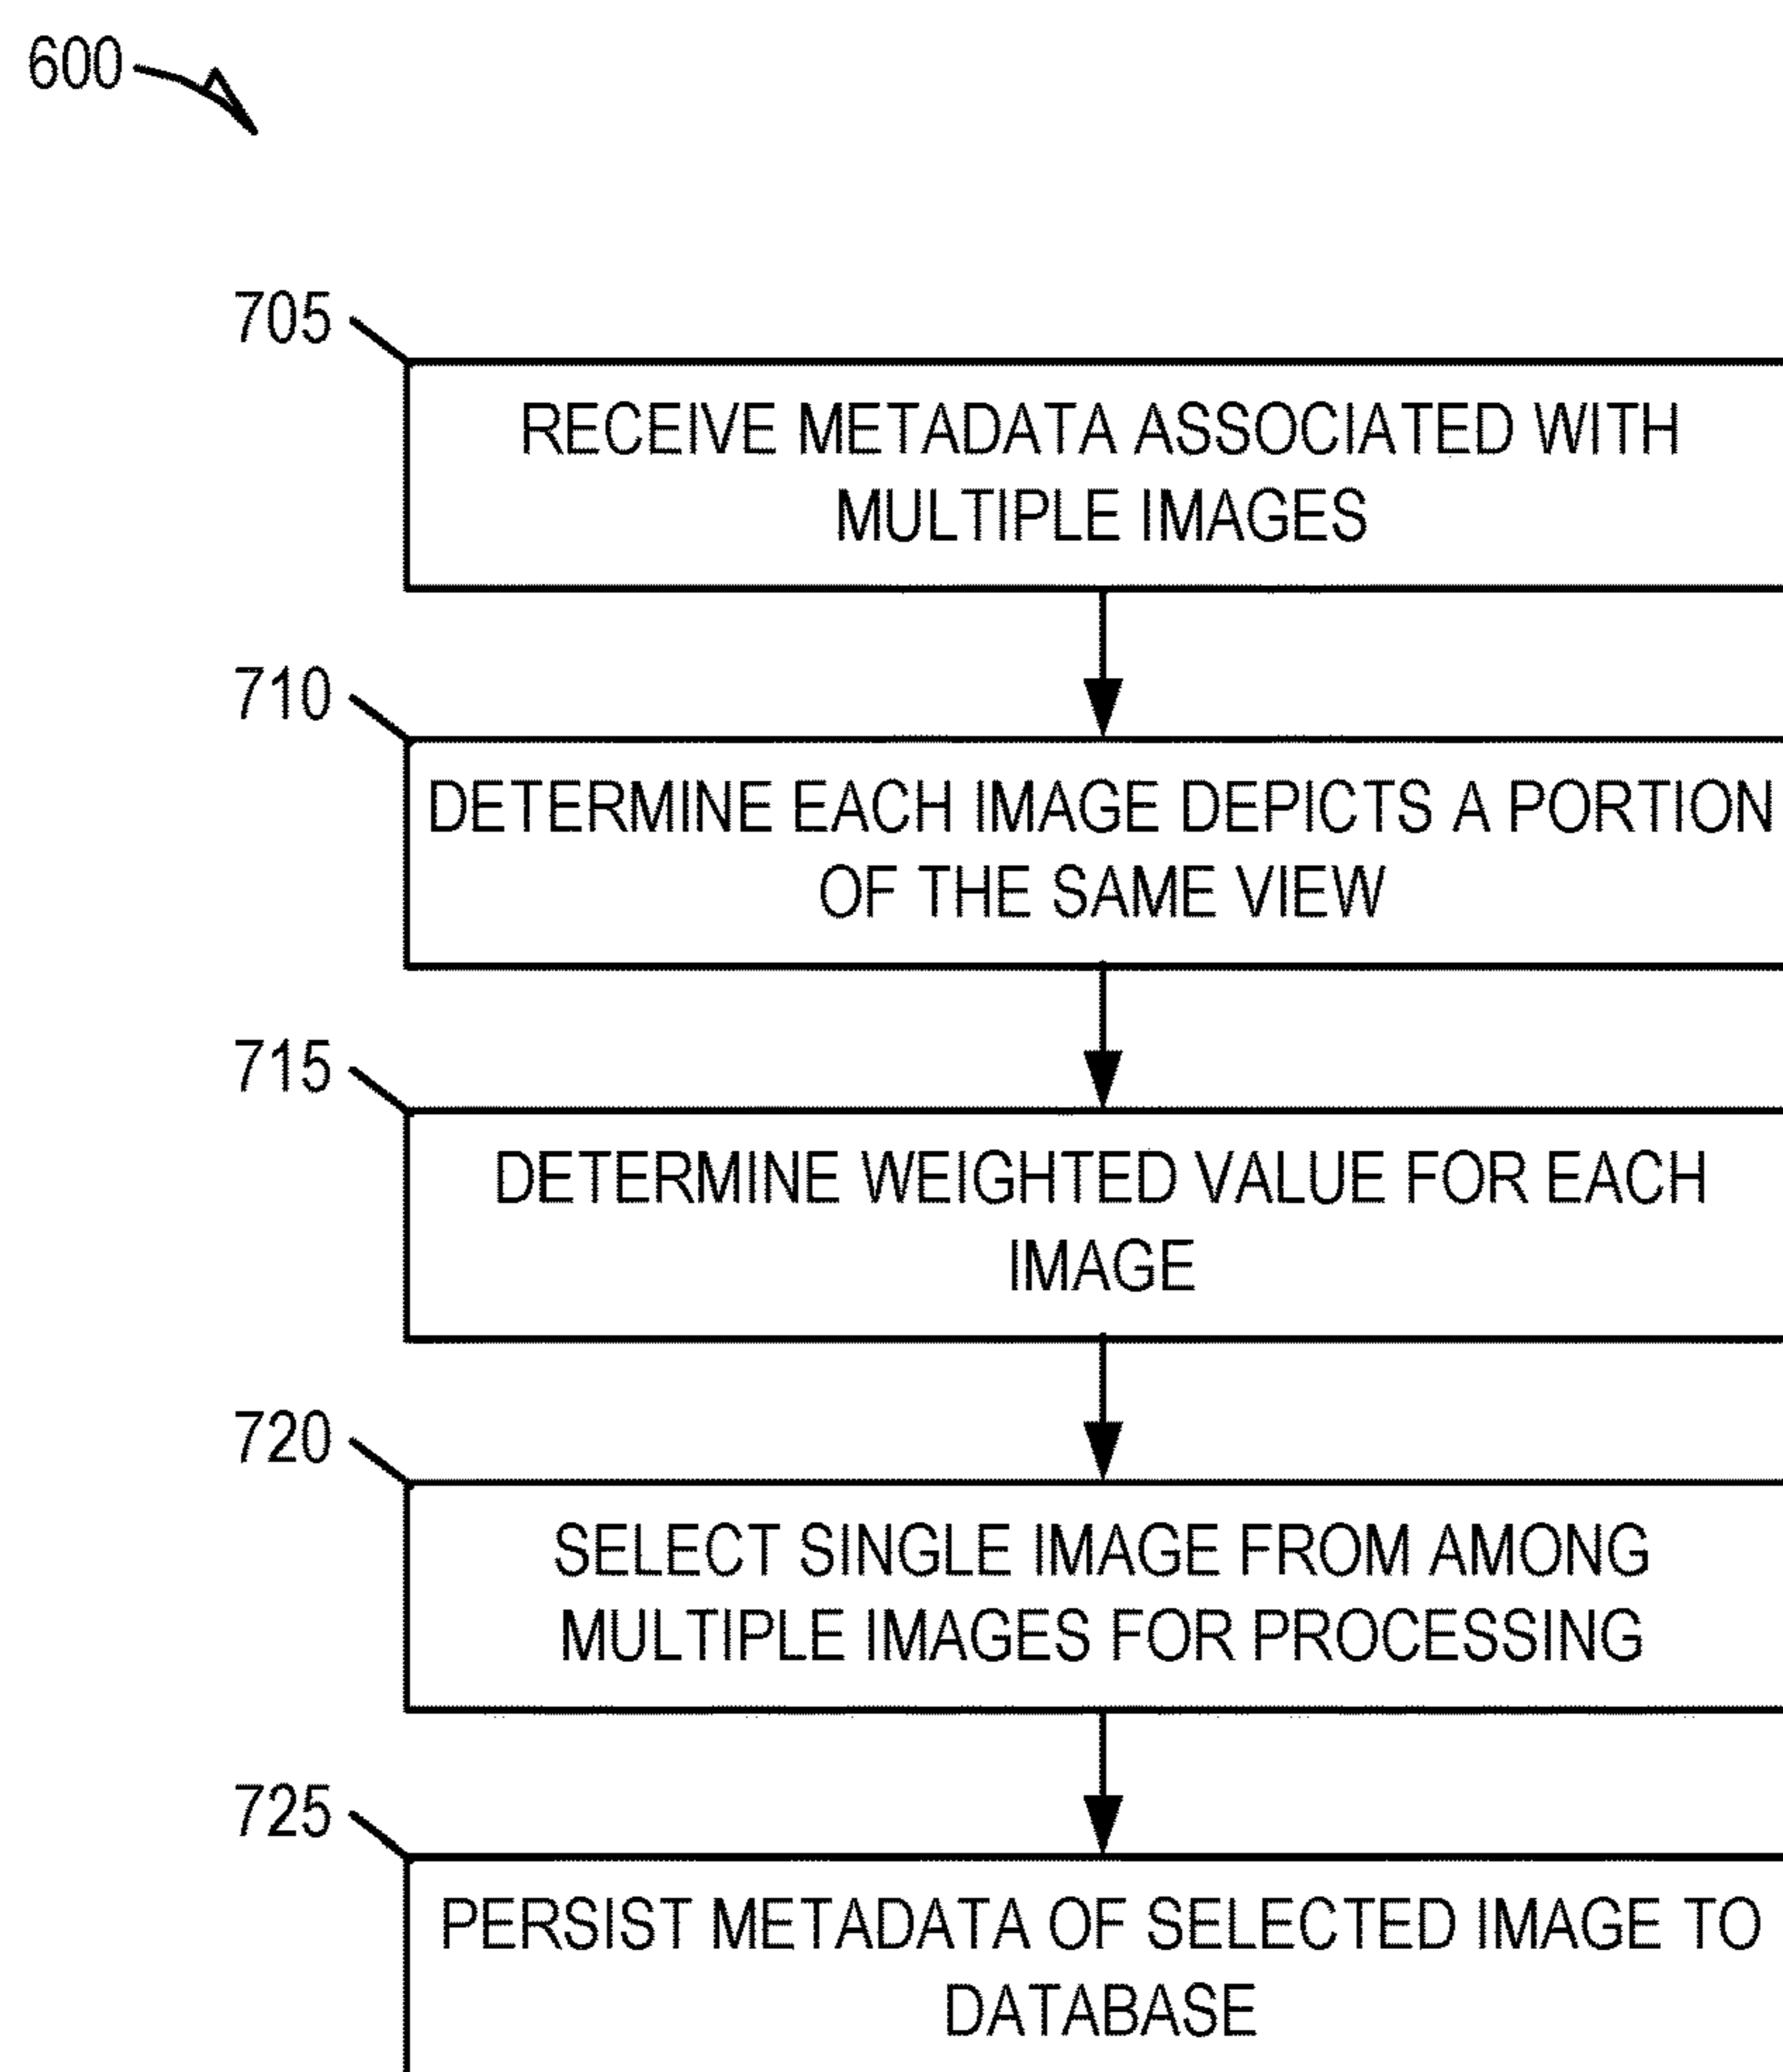 600
705
RECEIVE METADATA ASSOCIATED WITH
MULTIPLE IMAGES
710
DETERMINE EACH IMAGE DEPICTS A PORTION
OF THE SAME VIEW
715
DETERMINE WEIGHTED VALUE FOR EACH
IMAGE
720
SELECT SINGLE IMAGE FROM AMONG
MULTIPLE IMAGES FOR PROCESSING
725
PERSIST METADATA OF SELECTED IMAGE TO
DATABASE